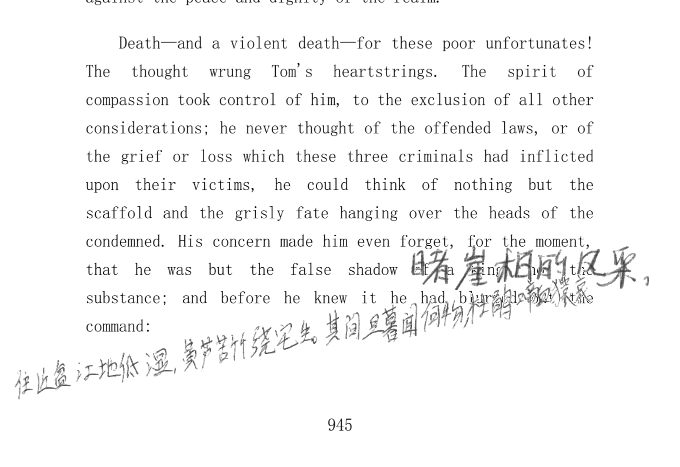 against the peace and dignity of the realm.
Death—and a violent death—for these poor unfortunates!
The thought wrung Tom's heartstrings. The spirit of
compassion took control of him, to the exclusion of all other
considerations; he never thought of the offended laws, or of
the grief or loss which these three criminals had inflicted
upon their victims, he could think of nothing but the
scaffold and the grisly fate hanging over the heads of the
condemned. His concern made him even forget, for the moment,
that he was but the false shadow of a king, not the
睹崖相的风采，
substance; and before he knew it he had blurted out the
command:
住近盆江地低湿,黄芦苦竹绕宅生。其间旦暮闻何物杜鹃啼血猿哀
945